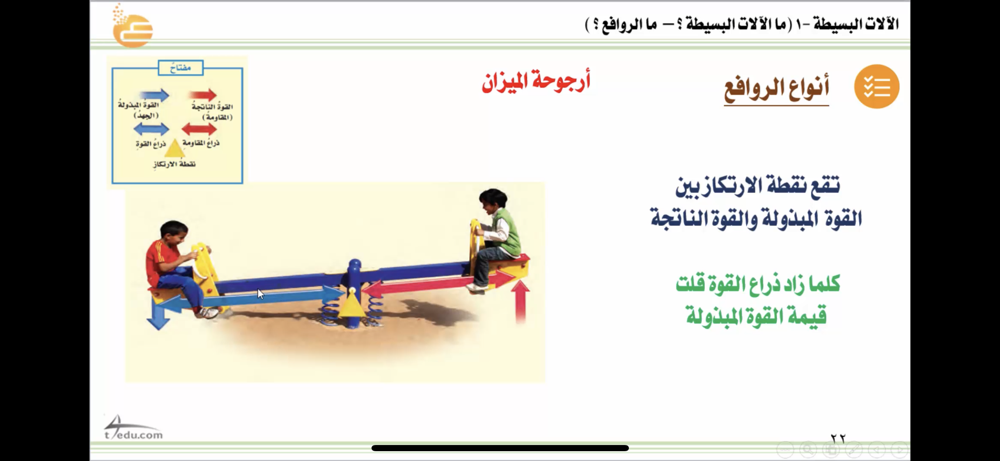 الآلات البسيطة -١ (ما الآلات البسيطة ؟ – ما الروافع ؟ )
أنواع الروافع
أرجوحة الميزان
مفتاحٌ
القوةُ الناتجةُ
(المقاومةُ)
القوةُ المبذولةُ
(الجهدُ)
ذراعُ المقاومةِ
ذراعُ القوةِ
نقطةُ الارتكازِ
تقع نقطة الارتكاز بين
القوة المبذولة والقوة الناتجة
كلما زاد ذراع القوة قلت
قيمة القوة المبذولة
t4edu.com
٢٢